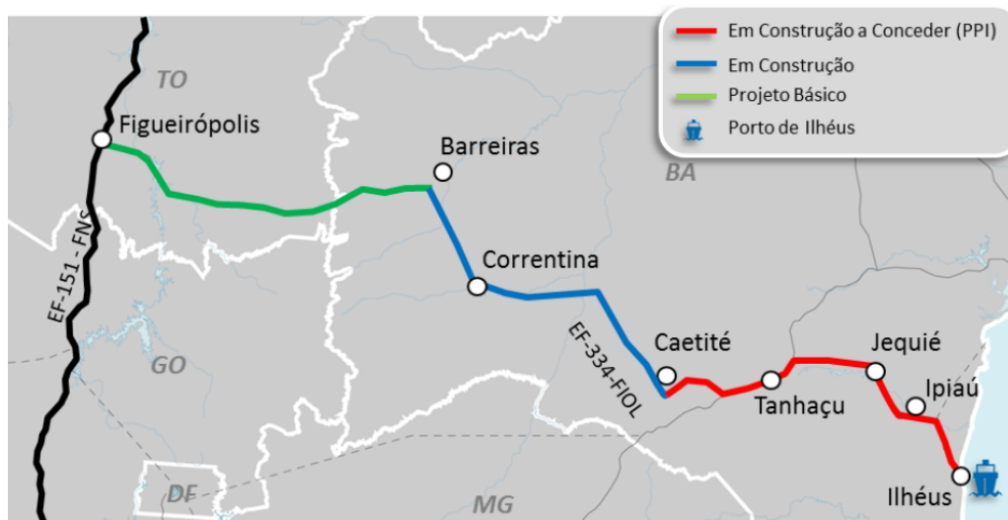 Em Construção a Conceder (PPI)
Em Construção
Projeto Básico
Porto de Ilhéus
TO
Figueirópolis
Barreiras
BA
EF-151 - FNS
Correntina
GO
EF-334-FIOL
Caetité
Jequié
Tanhaçu
Ipiaú
Ilhéus
DF
MG